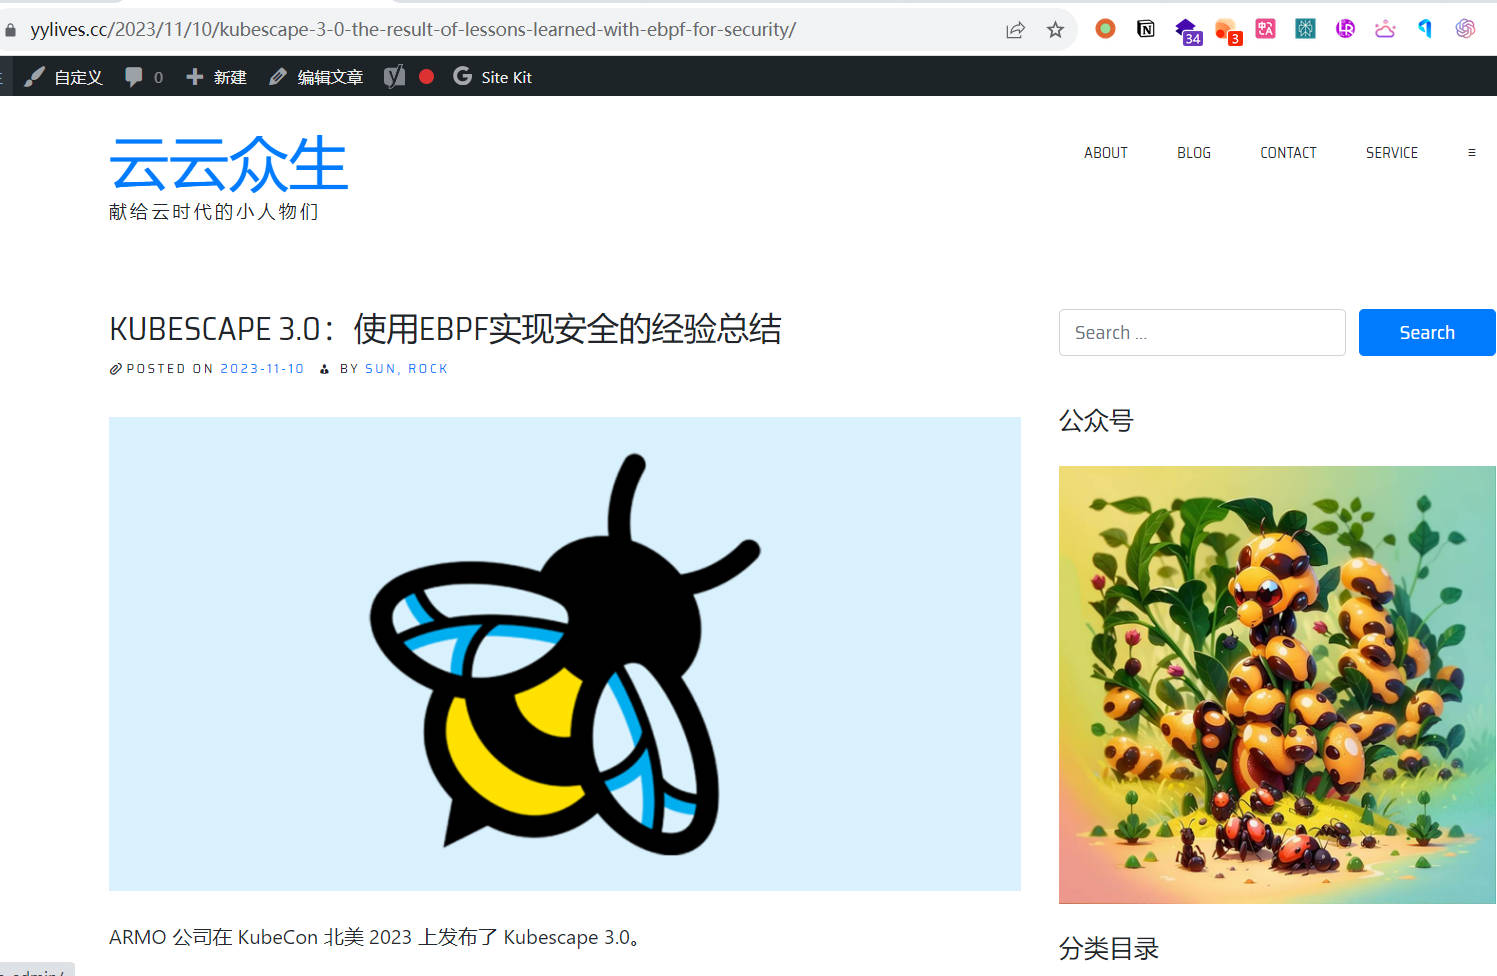 yylives.cc/2023/11/10/kubescape-3-0-the-result-of-lessons-learned-with-ebpf-for-security/
34
3
自定义 0 新建 编辑文章 Site Kit
云云众生
献给云时代的小人物们
ABOUT BLOG CONTACT SERVICE ≡
KUBESCAPE 3.0：使用EBPF实现安全的经验总结
POSTED ON 2023-11-10 BY SUN, ROCK
Search ...
Search
公众号
ARMO 公司在 KubeCon 北美 2023 上发布了 Kubescape 3.0。
分类目录